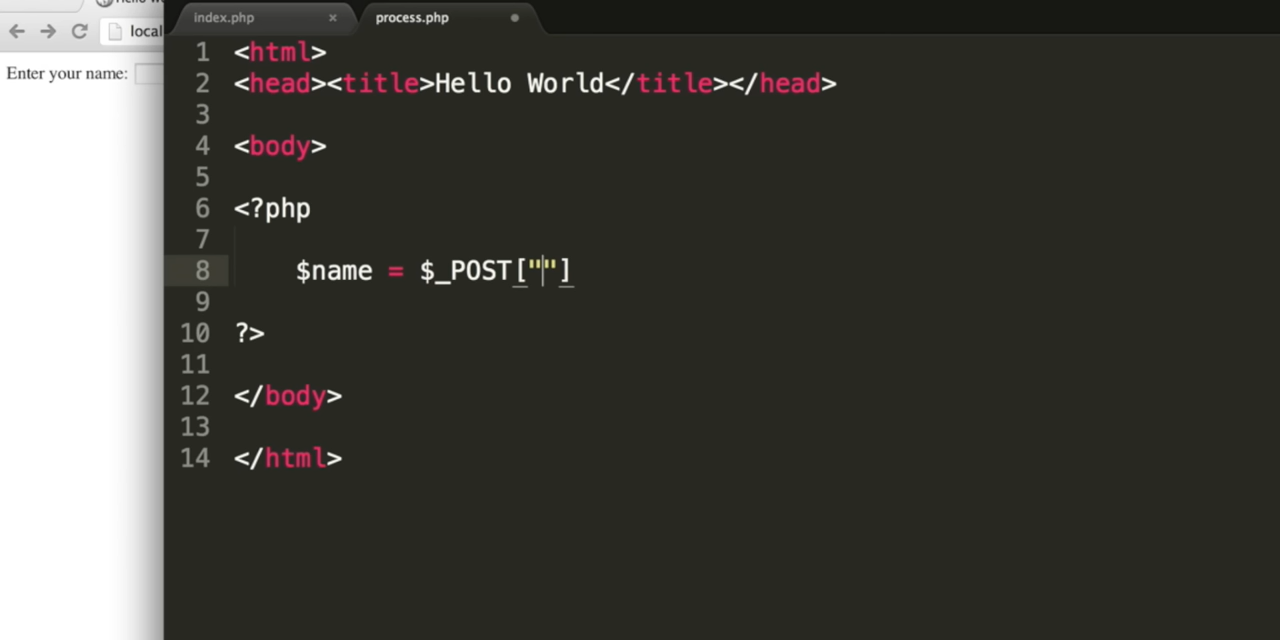 index.php × process.php
local
Enter your name:
1 <html>
2 <head><title>Hello World</title></head>
3
4 <body>
5
6 <?php
7
8 $name = $_POST[""]
9
10 ?>
11
12 </body>
13
14 </html>